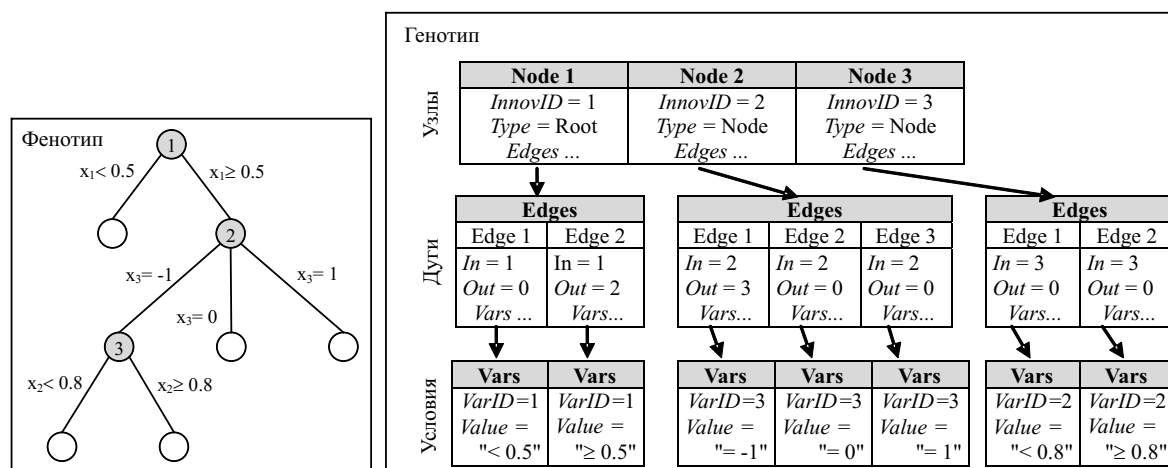 Фенотип
1
x1< 0.5
x1≥ 0.5
2
x3= -1
x3= 0
x3= 1
3
x2< 0.8
x2≥ 0.8
Генотип
Узлы
Node 1 Node 2 Node 3
InnovID = 1 InnovID = 2 InnovID = 3
Type = Root Type = Node Type = Node
Edges ... Edges ... Edges ...
Дуги
Edges Edges Edges
Edge 1 Edge 2 Edge 1 Edge 2 Edge 3 Edge 1 Edge 2
In = 1 In = 1 In = 2 In = 2 In = 2 In = 3 In = 3
Out = 0 Out = 2 Out = 3 Out = 0 Out = 0 Out = 0 Out = 0
Vars ... Vars... Vars... Vars... Vars... Vars... Vars...
Условия
Vars Vars Vars Vars Vars Vars Vars
VarID=1 VarID=1 VarID=3 VarID=3 VarID=3 VarID=2 VarID=2
Value = Value = Value = Value = Value = Value = Value =
"< 0.5" "≥ 0.5" "= -1" "= 0" "= 1" "< 0.8" "≥ 0.8"